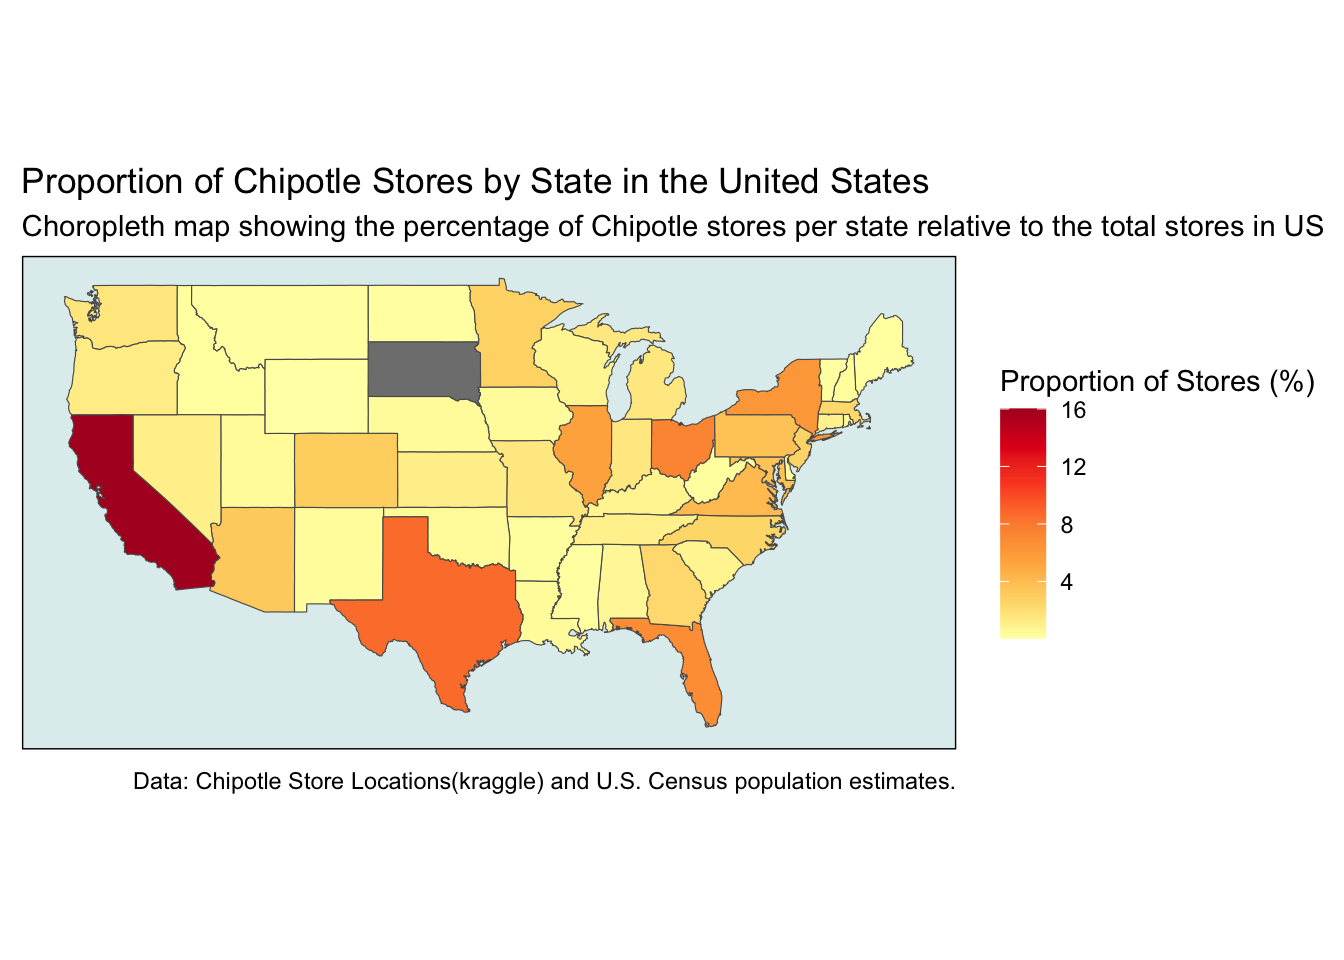 Proportion of Chipotle Stores by State in the United States
Choropleth map showing the percentage of Chipotle stores per state relative to the total stores in US
Proportion of Stores (%)
16
12
8
4
Data: Chipotle Store Locations(kraggle) and U.S. Census population estimates.